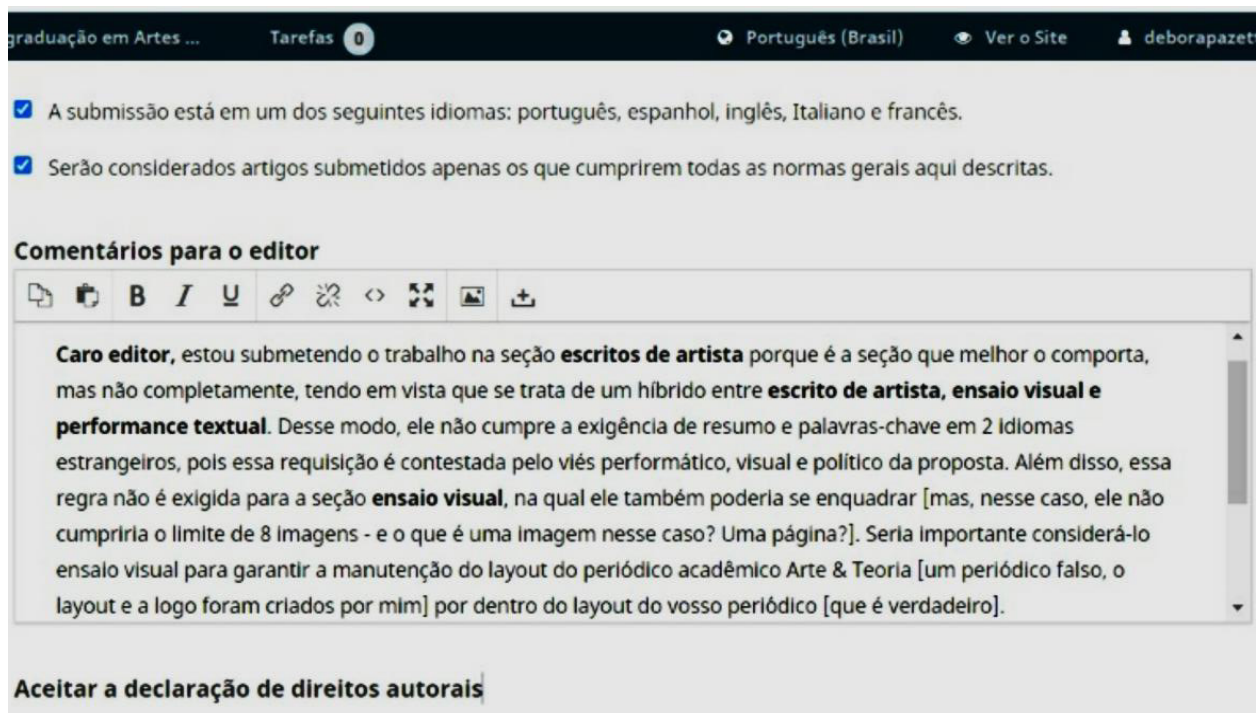 graduação em Artes ... Tarefas 0 Português (Brasil) Ver o Site deborapazet
A submissão está em um dos seguintes idiomas: português, espanhol, inglês, Italiano e francês.
Serão considerados artigos submetidos apenas os que cumprirem todas as normas gerais aqui descritas.
Comentários para o editor
B I U
Caro editor, estou submetendo o trabalho na seção escritos de artista porque é a seção que melhor o comporta,
mas não completamente, tendo em vista que se trata de um híbrido entre escrito de artista, ensaio visual e
performance textual. Desse modo, ele não cumpre a exigência de resumo e palavras-chave em 2 idiomas
estrangeiros, pois essa requisição é contestada pelo viés performático, visual e político da proposta. Além disso, essa
regra não é exigida para a seção ensaio visual, na qual ele também poderia se enquadrar [mas, nesse caso, ele não
cumpriria o limite de 8 imagens - e o que é uma imagem nesse caso? Uma página?]. Seria importante considerá-lo
ensaio visual para garantir a manutenção do layout do periódico acadêmico Arte & Teoria [um periódico falso, o
layout e a logo foram criados por mim] por dentro do layout do vosso periódico [que é verdadeiro].
Aceitar a declaração de direitos autorais